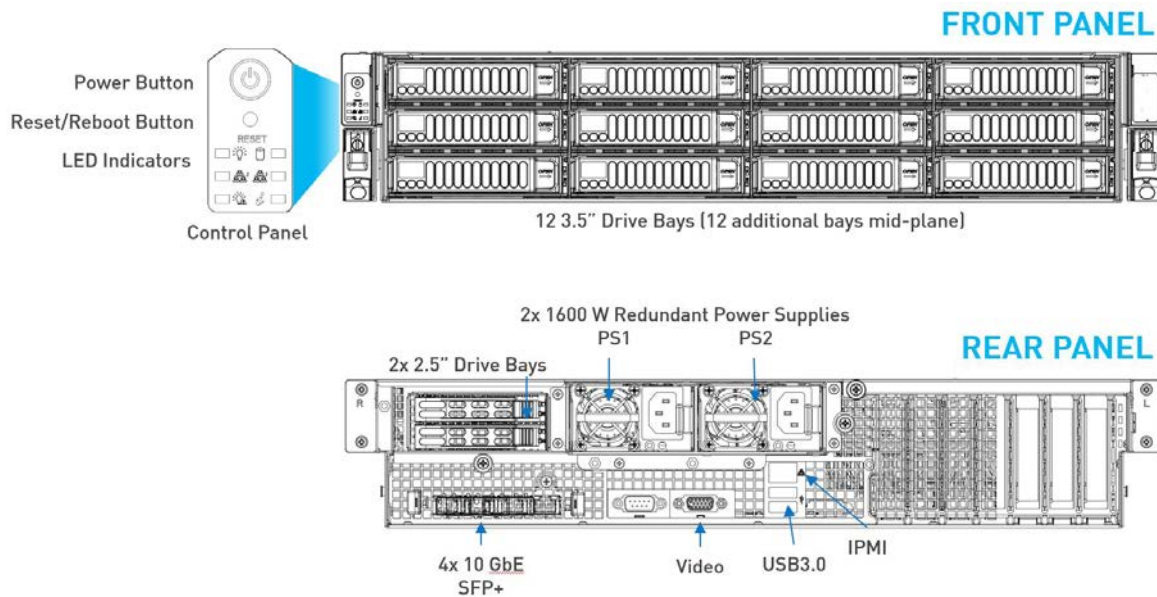 FRONT PANEL
Power Button
Reset/Reboot Button
RESET
LED Indicators
Control Panel
12 3.5” Drive Bays (12 additional bays mid-plane)
2x 1600 W Redundant Power Supplies
PS1 PS2
REAR PANEL
2x 2.5” Drive Bays
R L
4x 10 GbE
SFP+
Video
USB3.0
IPMI